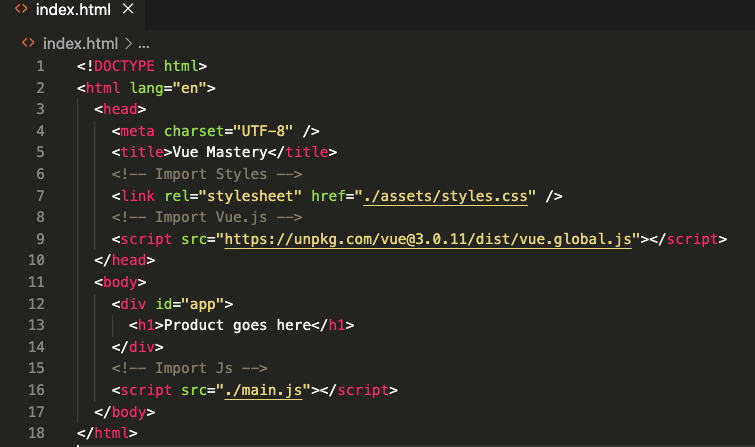 <> index.html ×
<> index.html > ...
1 <!DOCTYPE html>
2 <html lang="en">
3 <head>
4 <meta charset="UTF-8" />
5 <title>Vue Mastery</title>
6 <!-- Import Styles -->
7 <link rel="stylesheet" href="./assets/styles.css" />
8 <!-- Import Vue.js -->
9 <script src="https://unpkg.com/vue@3.0.11/dist/vue.global.js"></script>
10 </head>
11 <body>
12 <div id="app">
13 <h1>Product goes here</h1>
14 </div>
15 <!-- Import Js -->
16 <script src="./main.js"></script>
17 </body>
18 </html>